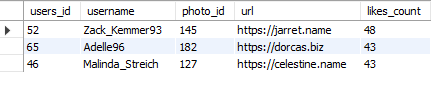 users_id username photo_id url likes_count
52 Zack_Kemmer93 145 https://jarret.name 48
65 Adelle96 182 https://dorcas.biz 43
46 Malinda_Streich 127 https://celestine.name 43